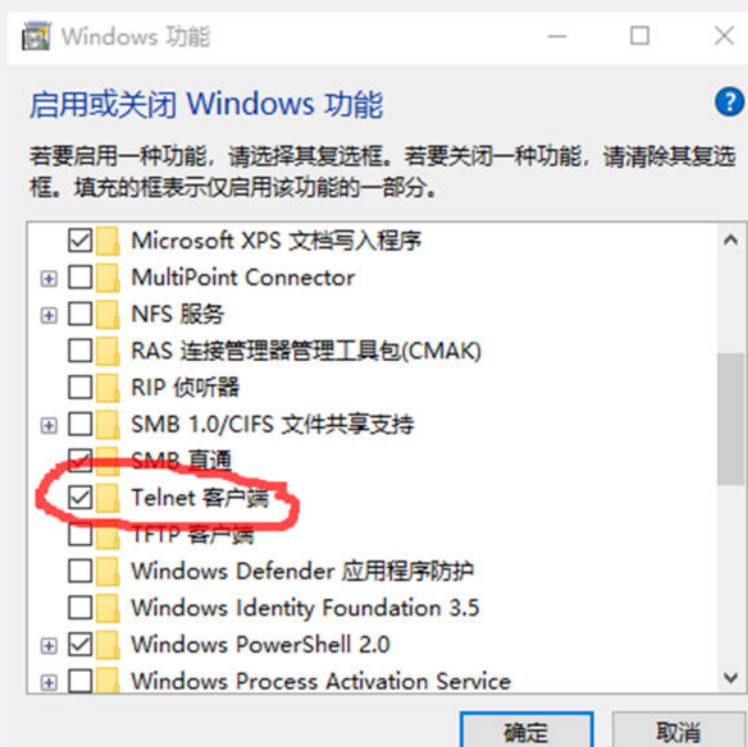 Windows 功能
启用或关闭 Windows 功能
若要启用一种功能，请选择其复选框。若要关闭一种功能，请清除其复选
框。填充的框表示仅启用该功能的一部分。
Microsoft XPS 文档写入程序
MultiPoint Connector
NFS 服务
RAS 连接管理器管理工具包(CMAK)
RIP 侦听器
SMB 1.0/CIFS 文件共享支持
SMB 直通
Telnet 客户端
TFTP 客户端
Windows Defender 应用程序防护
Windows Identity Foundation 3.5
Windows PowerShell 2.0
Windows Process Activation Service
确定 取消